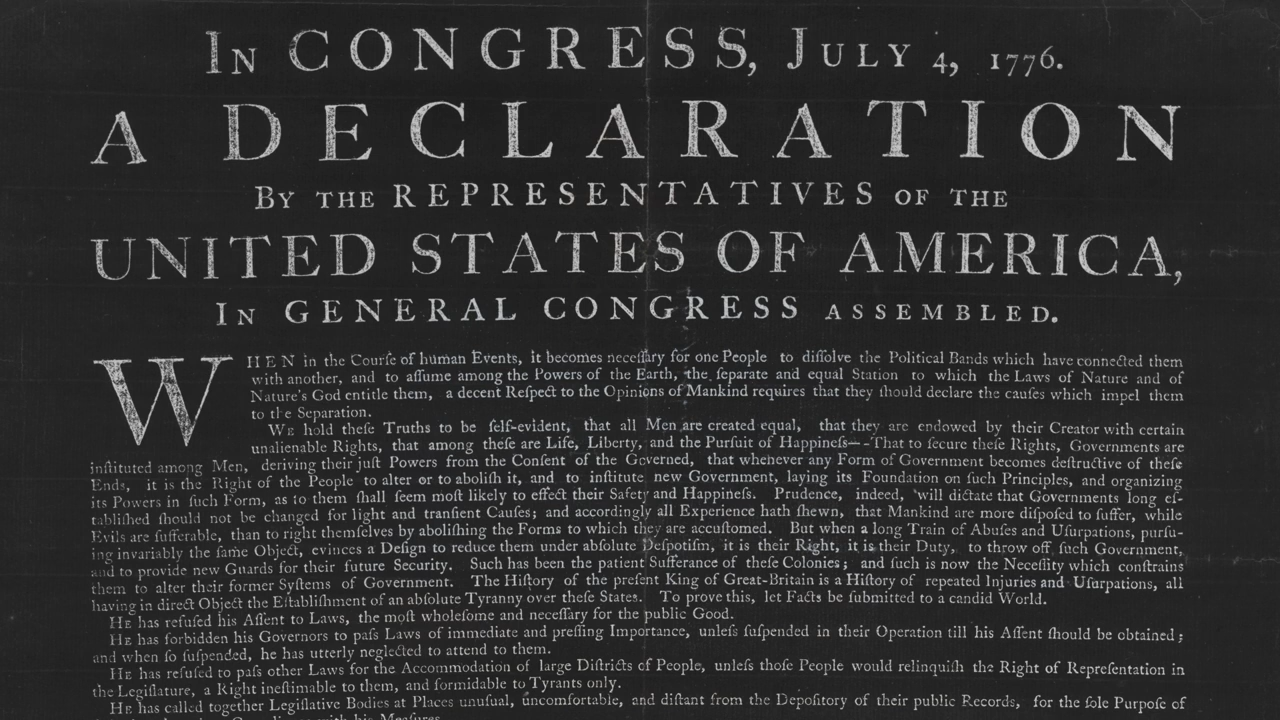 In CONGRESS, July 4, 1776.
A DECLARATION
By the REPRESENTATIVES of the
UNITED STATES OF AMERICA,
In GENERAL CONGRESS assembled.
WHEN in the Courſe of human Events, it becomes neceſſary for one People to diſſolve the Political Bands which have connected them
with another, and to aſſume among the Powers of the Earth, the ſeparate and equal Station to which the Laws of Nature and of
Nature's God entitle them, a decent Reſpect to the Opinions of Mankind requires that they ſhould declare the cauſes which impel them
to the Separation.
We hold theſe Truths to be ſelf-evident, that all Men are created equal, that they are endowed by their Creator with certain
unalienable Rights, that among theſe are Life, Liberty, and the Purſuit of Happineſs—-That to ſecure theſe Rights, Governments are
inſtituted among Men, deriving their juſt Powers from the Conſent of the Governed, that whenever any Form of Government becomes deſtructive of theſe
Ends, it is the Right of the People to alter or to aboliſh it, and to inſtitute new Government, laying its Foundation on ſuch Principles, and organizing
its Powers in ſuch Form, as to them ſhall ſeem moſt likely to effect their Safety and Happineſs. Prudence, indeed, will dictate that Governments long eſ-
tabliſhed ſhould not be changed for light and tranſient Cauſes; and accordingly all Experience hath ſhewn, that Mankind are more diſpoſed to ſuffer, while
Evils are ſufferable, than to right themſelves by aboliſhing the Forms to which they are accuſtomed. But when a long Train of Abuſes and Uſurpations, purſu-
ing invariably the ſame Object, evinces a Deſign to reduce them under abſolute Deſpotiſm, it is their Right, it is their Duty, to throw off ſuch Government,
and to provide new Guards for their future Security. Such has been the patient Sufferance of theſe Colonies; and ſuch is now the Neceſſity which conſtrains
them to alter their former Syſtems of Government. The Hiſtory of the preſent King of Great-Britain is a Hiſtory of repeated Injuries and Uſurpations, all
having in direct Object the Eſtabliſhment of an abſolute Tyranny over theſe States. To prove this, let Facts be ſubmitted to a candid World.
He has refuſed his Aſſent to Laws, the moſt wholeſome and neceſſary for the public Good.
He has forbidden his Governors to paſs Laws of immediate and preſſing Importance, unleſs ſuſpended in their Operation till his Aſſent ſhould be obtained;
and when ſo ſuſpended, he has utterly neglected to attend to them.
He has refuſed to paſs other Laws for the Accommodation of large Diſtricts of People, unleſs thoſe People would relinquiſh the Right of Repreſentation in
the Legiſlature, a Right ineſtimable to them, and formidable to Tyrants only.
He has called together Legiſlative Bodies at Places unuſual, uncomfortable, and diſtant from the Depoſitory of their public Records, for the ſole Purpoſe of
with his Meaſures.